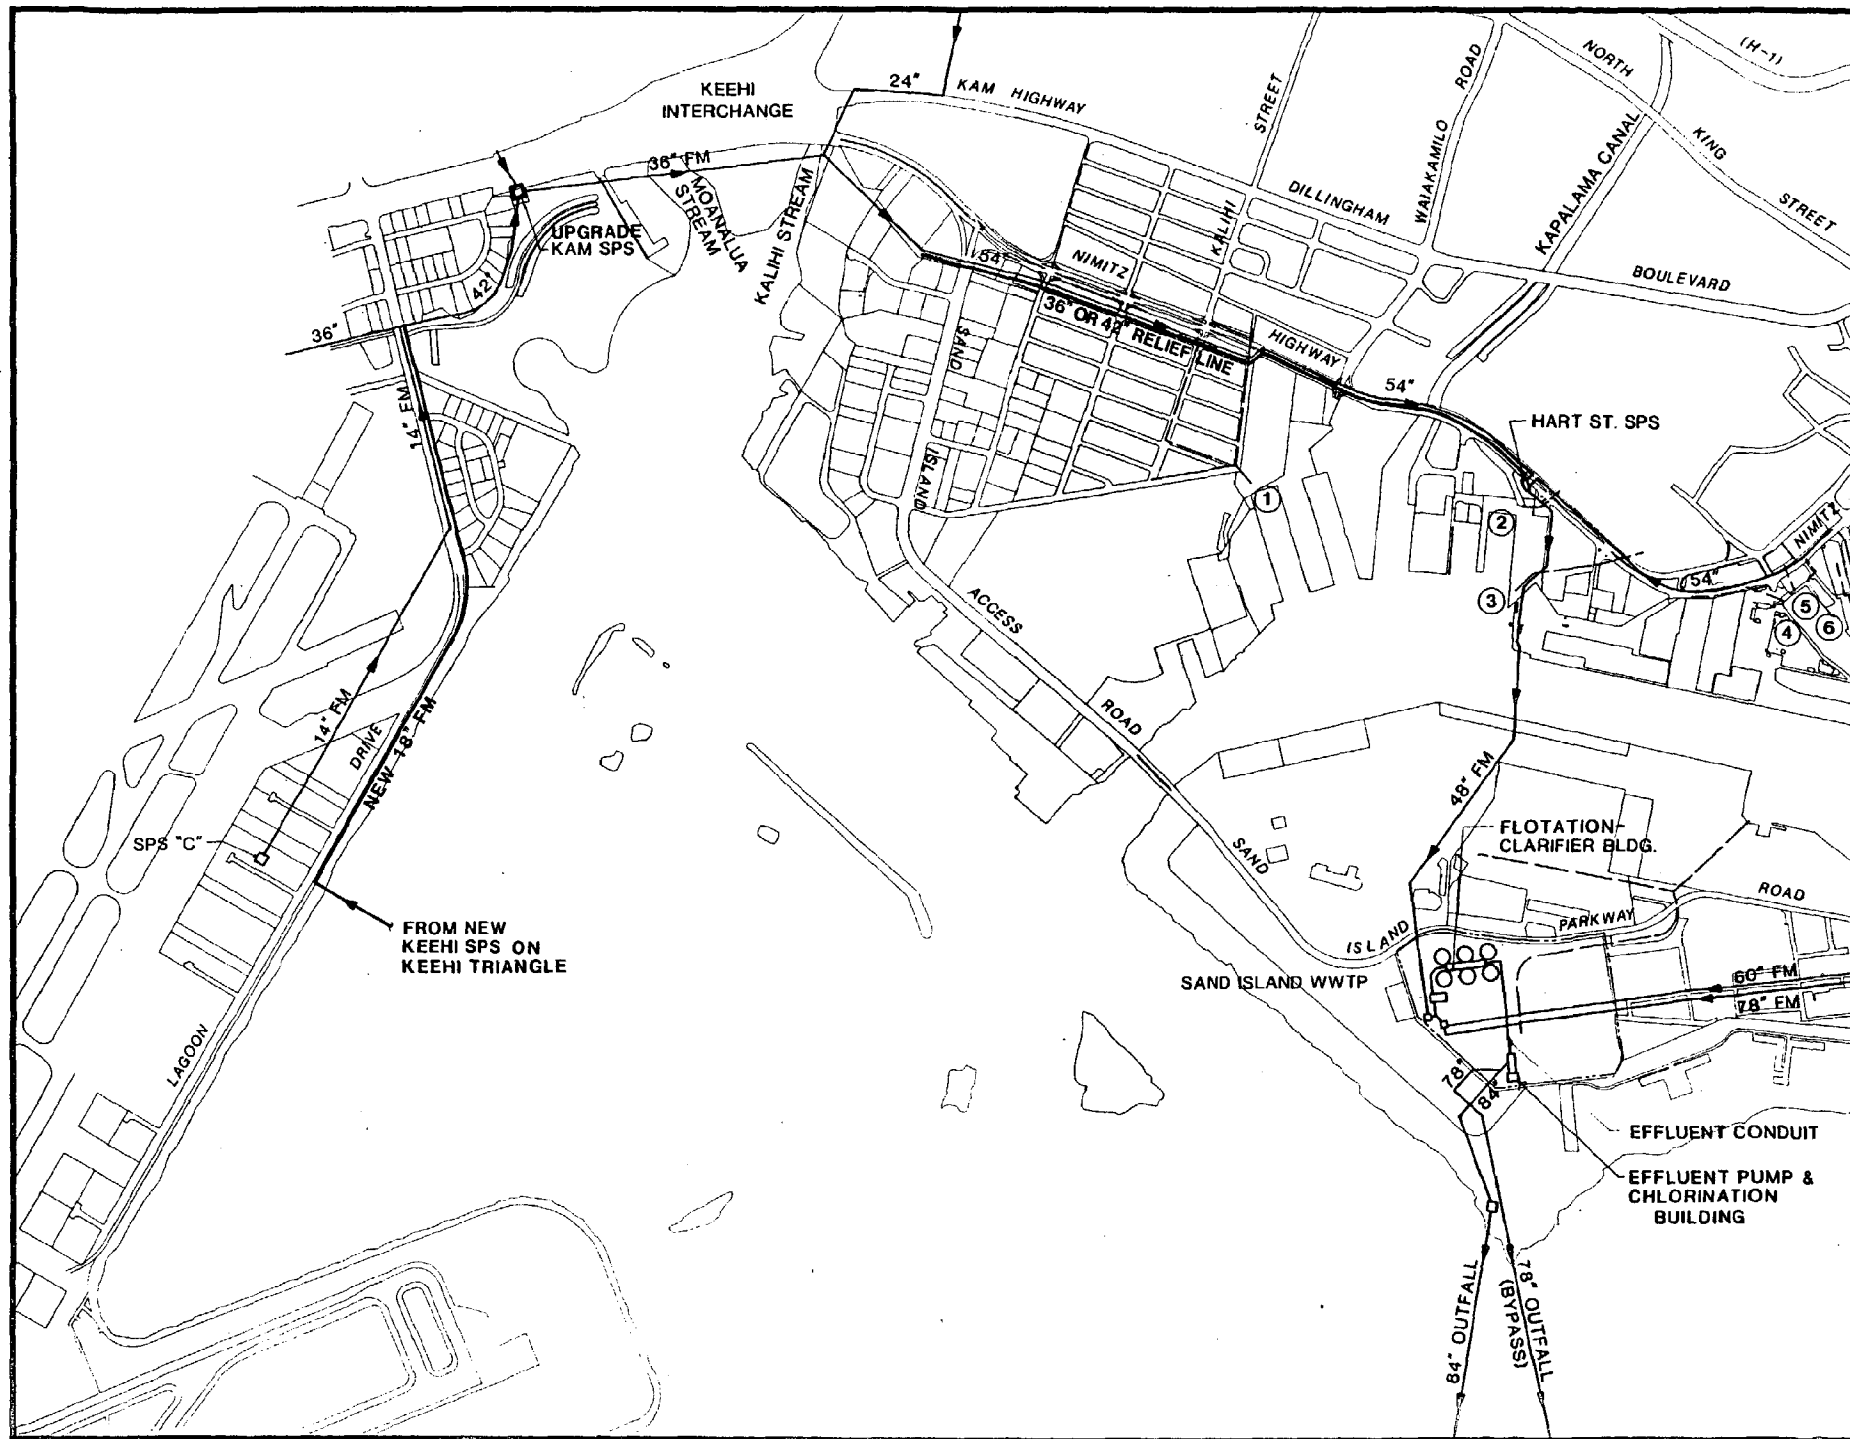 (H-1)
NORTH
KING
STREET
24"
KAM HIGHWAY
KEEHI
INTERCHANGE
STREET
ROAD
WAIAKAMILO
KAPALAMA CANAL
36" FM
MOANALUA
STREAM
KALIHI STREAM
DILLINGHAM
BOULEVARD
KALIHI
UPGRADE
KAM SPS
42"
36"
54"
NIMITZ
HIGHWAY
36" OR 42" RELIEF LINE
54"
SAND
ISLAND
14" FM
HART ST. SPS
1
2
3
NIMITZ
54"
4
5
6
ACCESS
ROAD
14" FM
DRIVE
NEW 18" FM
SPS "C"
48" FM
FLOTATION-
CLARIFIER BLDG.
SAND
ISLAND
PARKWAY
ROAD
FROM NEW
KEEHI SPS ON
KEEHI TRIANGLE
SAND ISLAND WWTP
60" FM
78" FM
LAGOON
78"
84"
EFFLUENT CONDUIT
EFFLUENT PUMP &
CHLORINATION
BUILDING
84" OUTFALL
78" OUTFALL
(BYPASS)